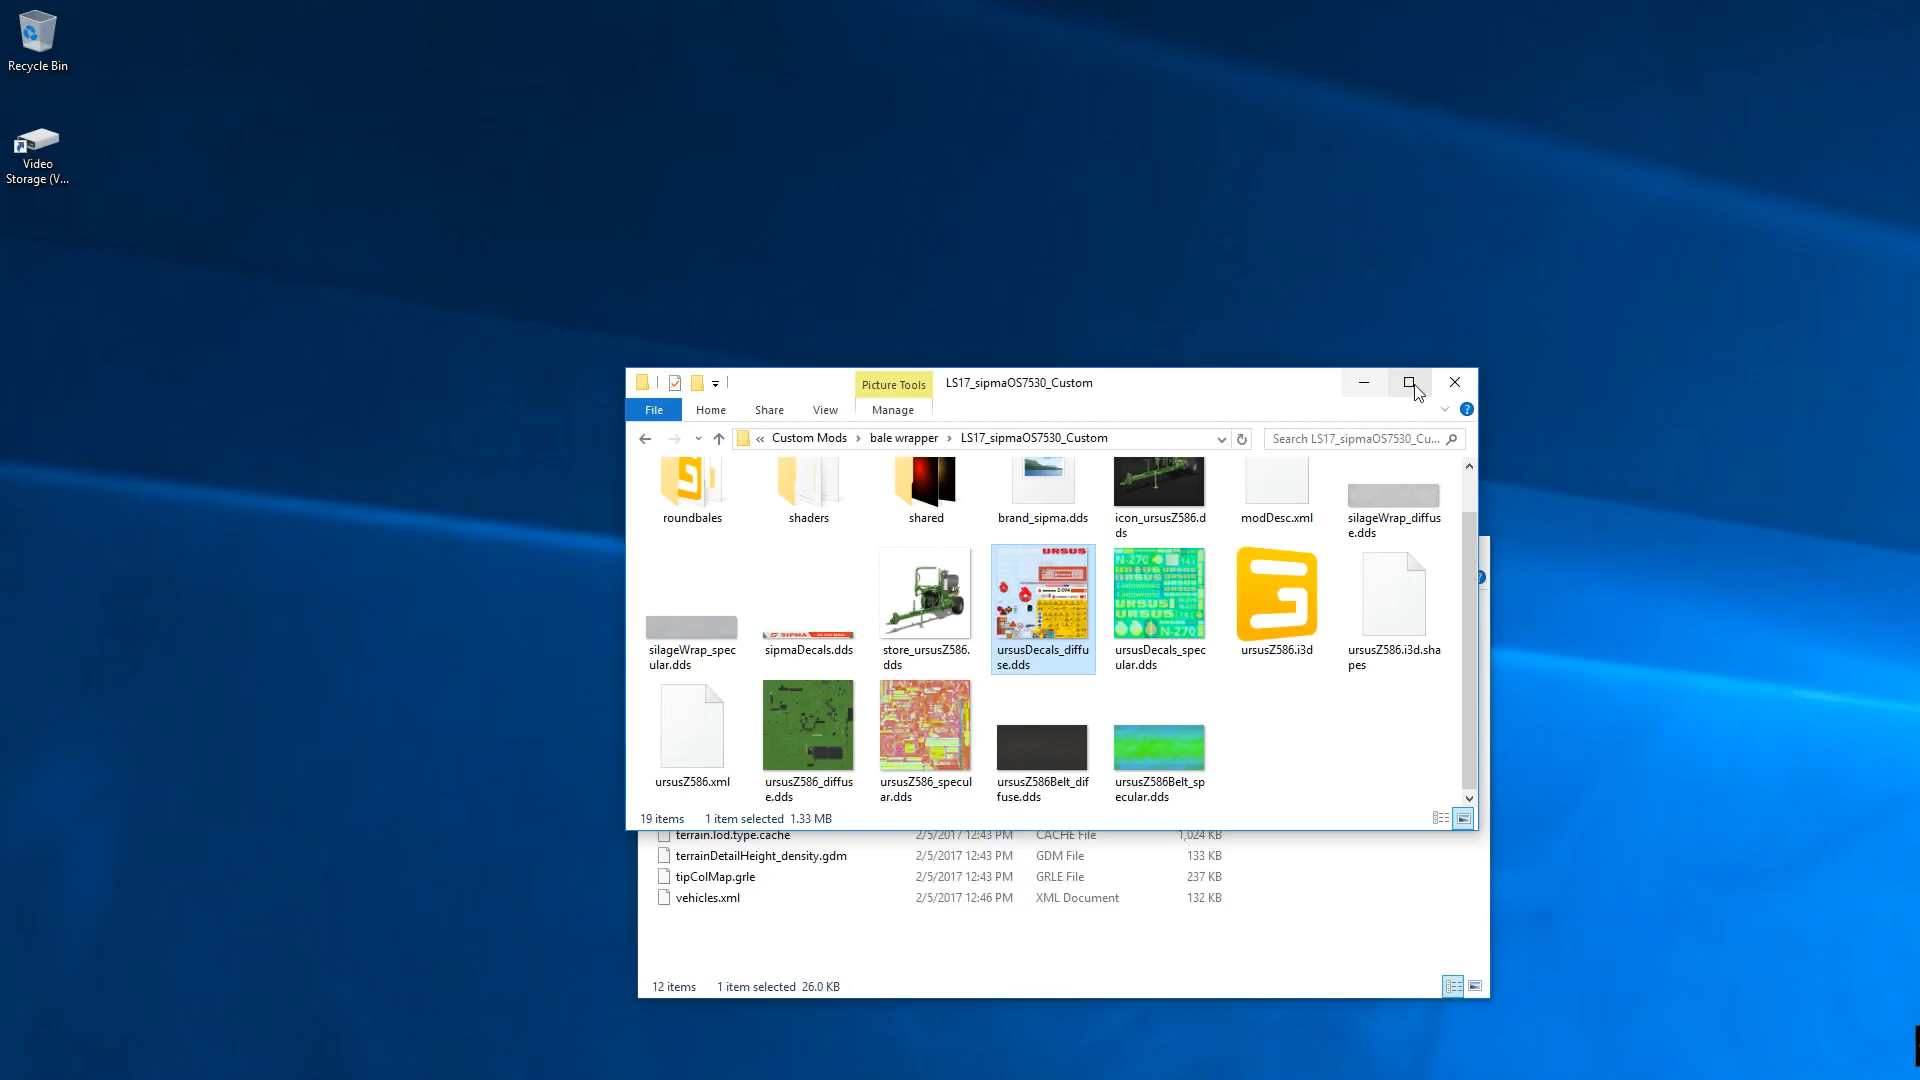 Recycle Bin
Video
Storage (V...
Picture Tools
LS17_sipmaOS7530_Custom
File
Home
Share
View
Manage
« Custom Mods > bale wrapper > LS17_sipmaOS7530_Custom
Search LS17_sipmaOS7530_Cu...
roundbales
shaders
shared
brand_sipma.dds
icon_ursusZ586.d
ds
modDesc.xml
silageWrap_diffus
e.dds
silageWrap_spec
ular.dds
SIPMA
sipmaDecals.dds
store_ursusZ586.
dds
URSUS
ursusDecals_diffu
se.dds
N-270
URSUS
N-270
ursusDecals_spec
ular.dds
ursusZ586.i3d
ursusZ586.i3d.sha
pes
ursusZ586.xml
ursusZ586_diffus
e.dds
ursusZ586_specul
ar.dds
ursusZ586Belt_dif
fuse.dds
ursusZ586Belt_sp
ecular.dds
19 items 1 item selected 1.33 MB
terrain.lod.type.cache 2/5/2017 12:43 PM CACHE File 1,024 KB
terrainDetailHeight_density.gdm 2/5/2017 12:43 PM GDM File 133 KB
tipColMap.grle 2/5/2017 12:43 PM GRLE File 237 KB
vehicles.xml 2/5/2017 12:46 PM XML Document 132 KB
12 items 1 item selected 26.0 KB